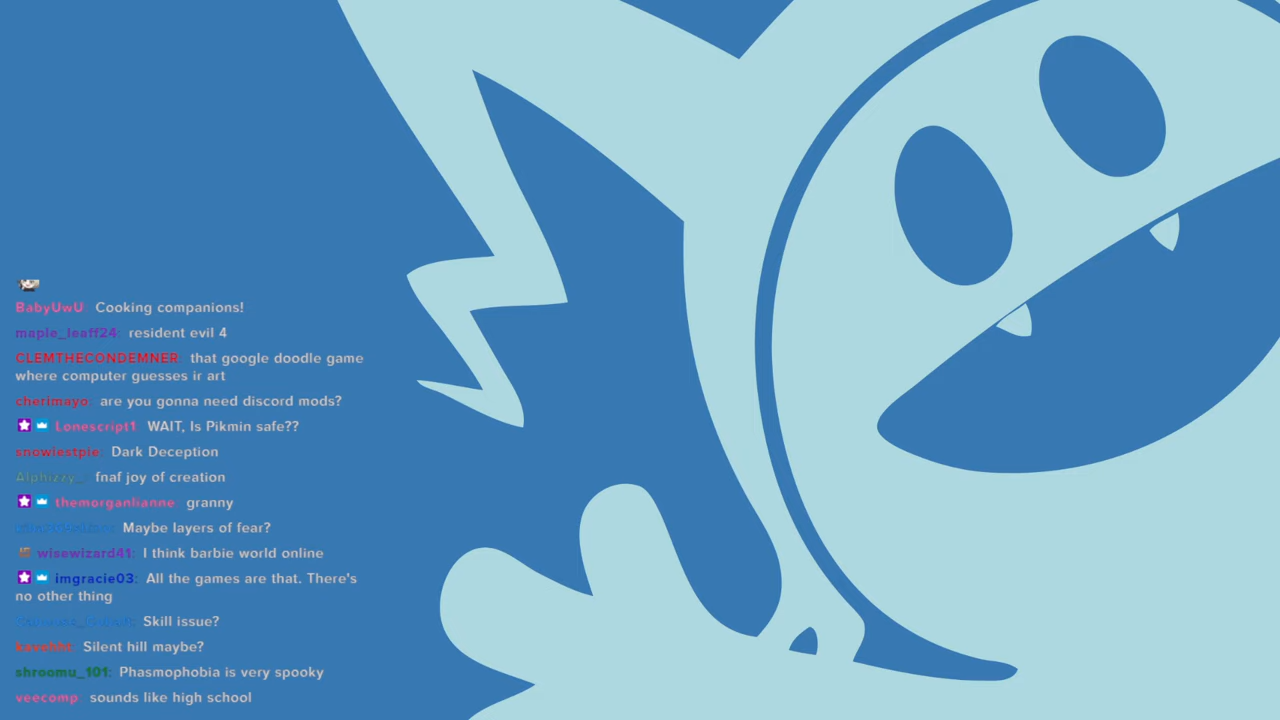 BabyUwU: Cooking companions!
maple_leaff24: resident evil 4
CLEMTHECONDEMNER: that google doodle game
where computer guesses ir art
cherimayo: are you gonna need discord mods?
Lonescript1: WAIT, Is Pikmin safe??
snowiestpie: Dark Deception
Alphizzy_: fnaf joy of creation
themorganlianne: granny
Maybe layers of fear?
wisewizard41: I think barbie world online
imgracie03: All the games are that. There's
no other thing
Skill issue?
Silent hill maybe?
shroomu_101: Phasmophobia is very spooky
veecomp: sounds like high school